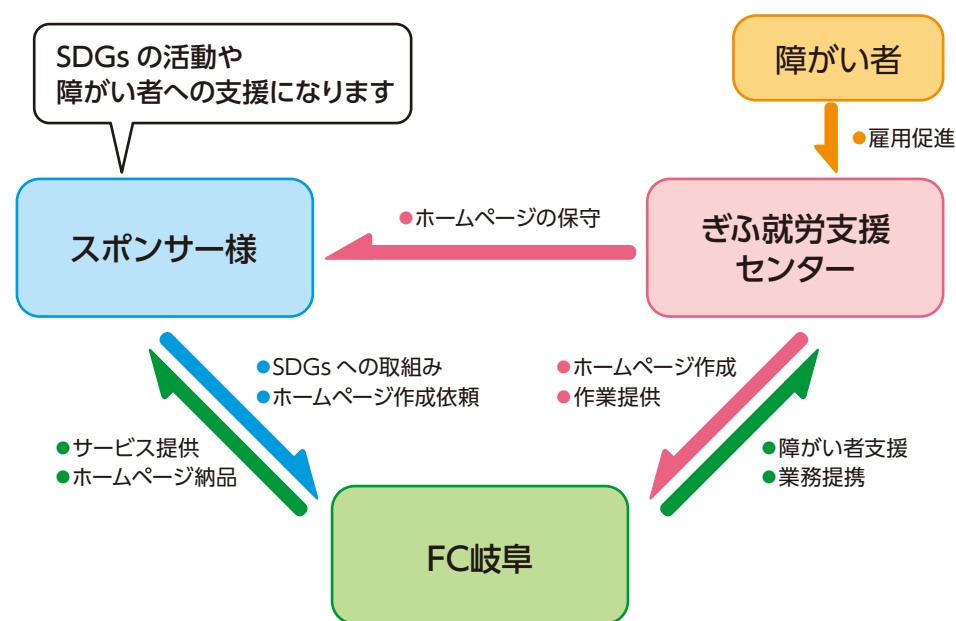 SDGs の活動や
障がい者への支援になります
障がい者
●雇用促進
スポンサー様
●ホームページの保守
ぎふ就労支援
センター
●SDGs への取組み
●ホームページ作成依頼
●ホームページ作成
●作業提供
●サービス提供
●ホームページ納品
●障がい者支援
●業務提携
FC岐阜